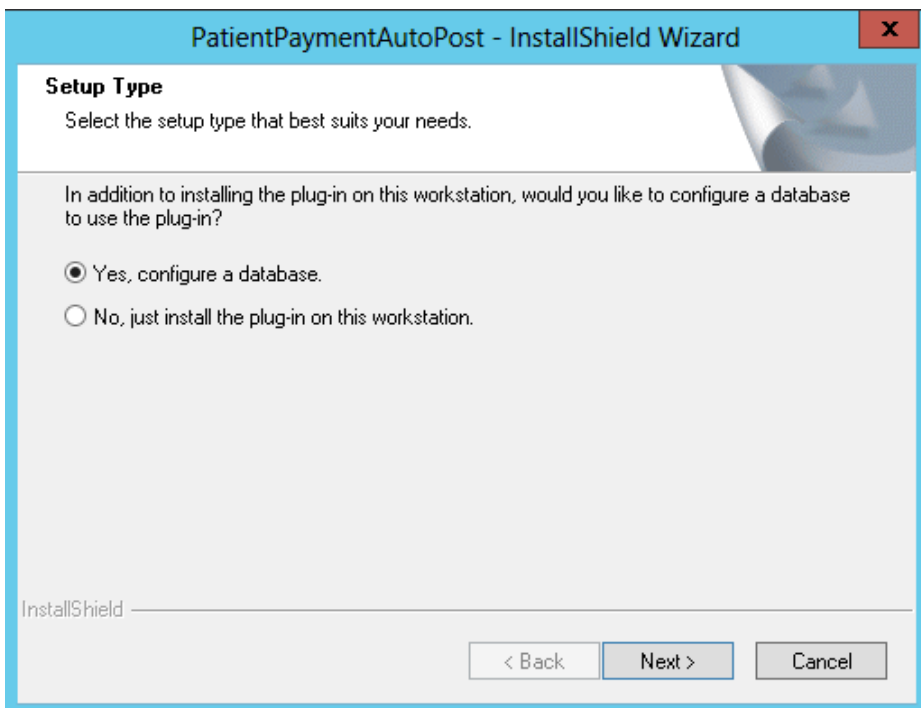 PatientPaymentAutoPost - InstallShield Wizard
x
Setup Type
Select the setup type that best suits your needs.
In addition to installing the plug-in on this workstation, would you like to configure a database
to use the plug-in?
Yes, configure a database.
No, just install the plug-in on this workstation.
InstallShield
< Back
Next >
Cancel